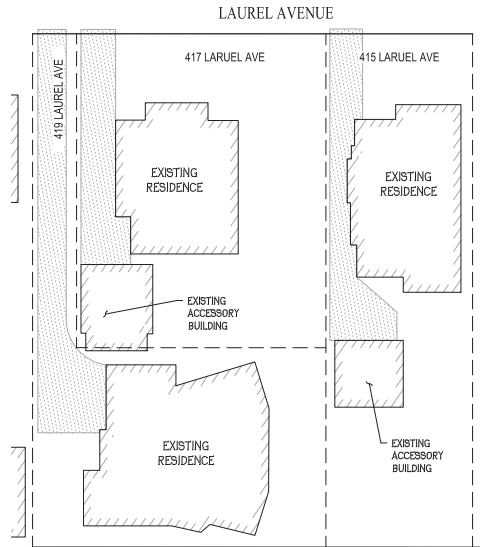 LAUREL AVENUE
417 LARUEL AVE
415 LARUEL AVE
419 LAUREL AVE
EXISTING
RESIDENCE
EXISTING
RESIDENCE
EXISTING
ACCESSORY
BUILDING
EXISTING
RESIDENCE
EXISTING
ACCESSORY
BUILDING